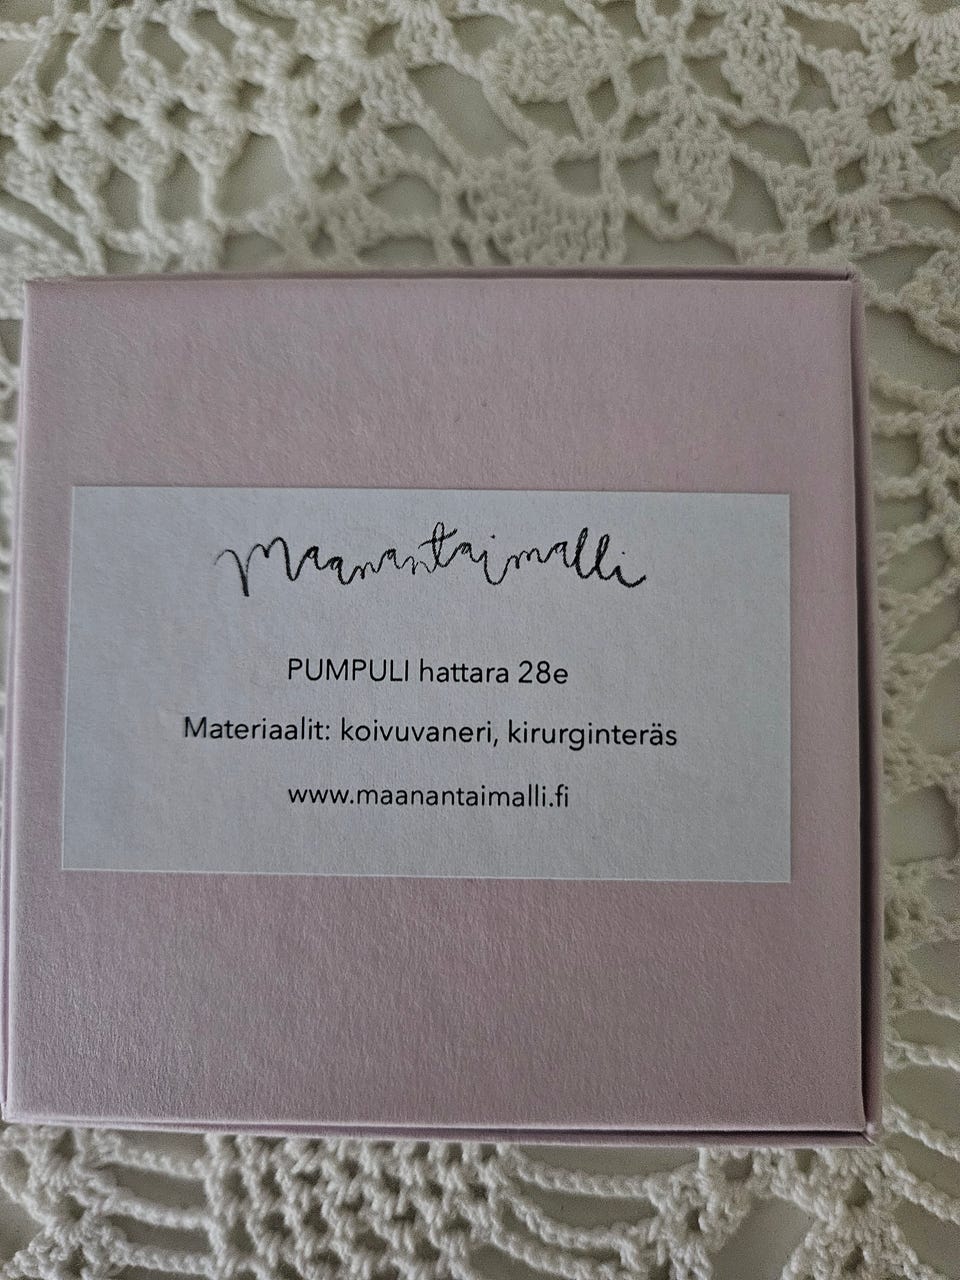 Maanantaimalli
PUMPULI hattara 28e
Materiaalit: koivuvaneri, kirurginteräs
www.maanantaimalli.fi